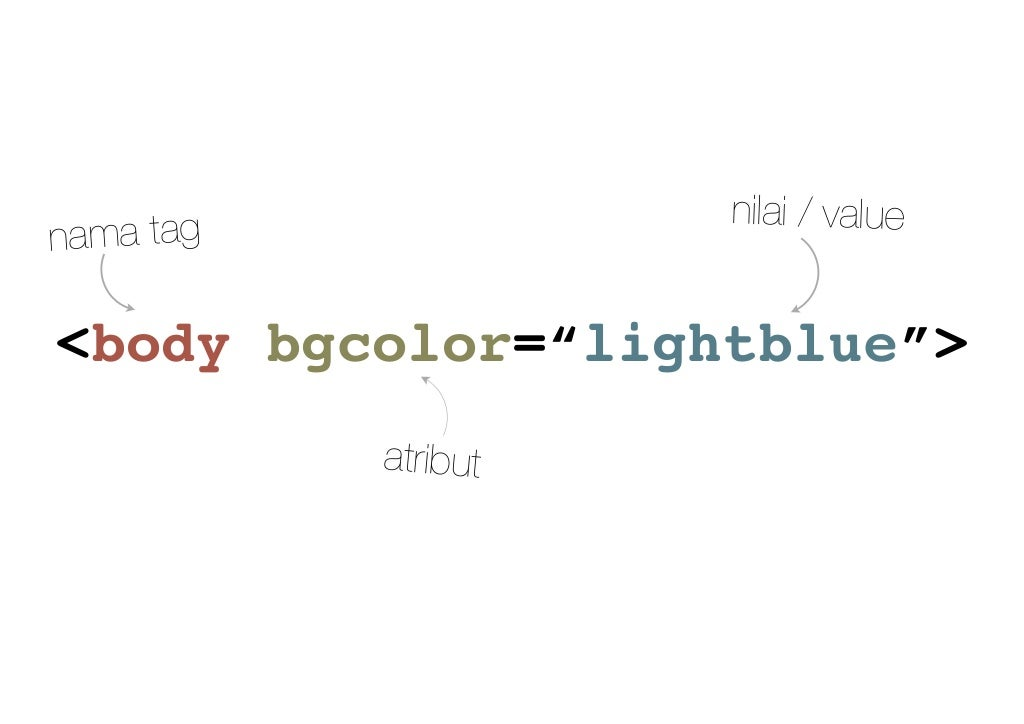 nama tag
nilai / value
<body bgcolor=“lightblue”>
atribut